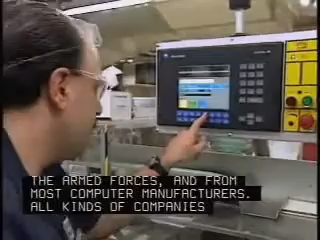 THE ARMED FORCES, AND FROM
MOST COMPUTER MANUFACTURERS.
ALL KINDS OF COMPANIES